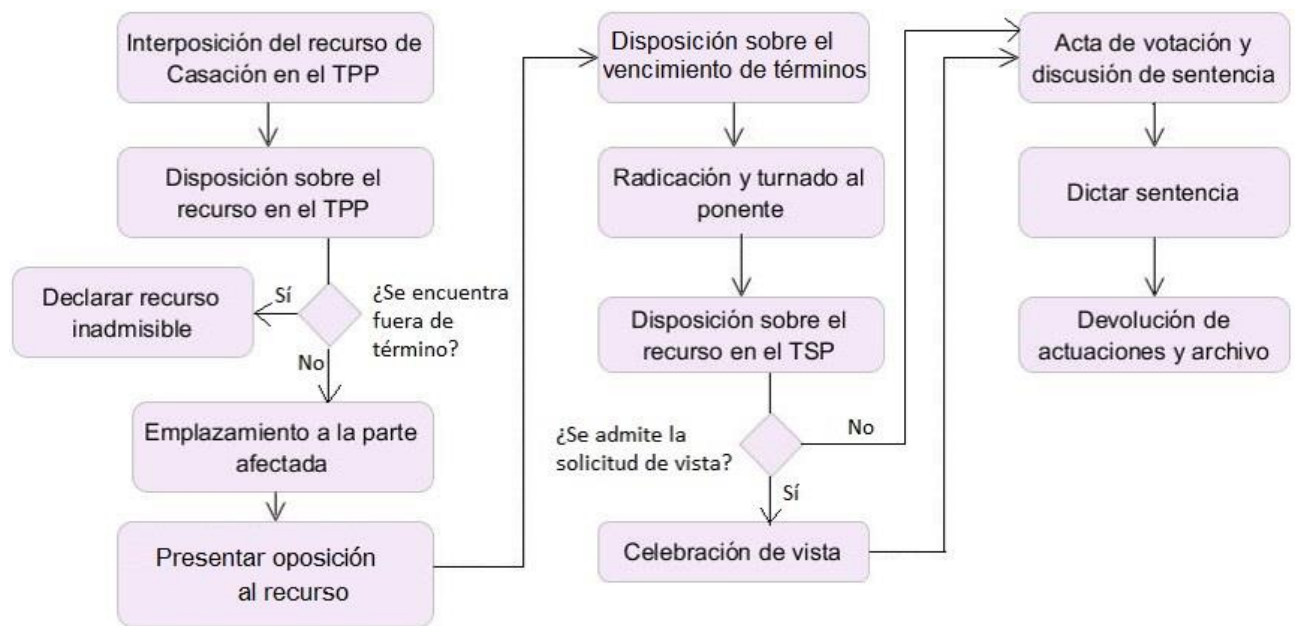 Interposición del recurso de
Casación en el TPP
Disposición sobre el
recurso en el TPP
Declarar recurso
inadmisible
Sí
¿Se encuentra
fuera de
término?
No
Emplazamiento a la parte
afectada
Presentar oposición
al recurso
Disposición sobre el
vencimiento de términos
Radicación y turnado al
ponente
Disposición sobre el
recurso en el TSP
¿Se admite la
solicitud de vista?
No
Sí
Celebración de vista
Acta de votación y
discusión de sentencia
Dictar sentencia
Devolución de
actuaciones y archivo